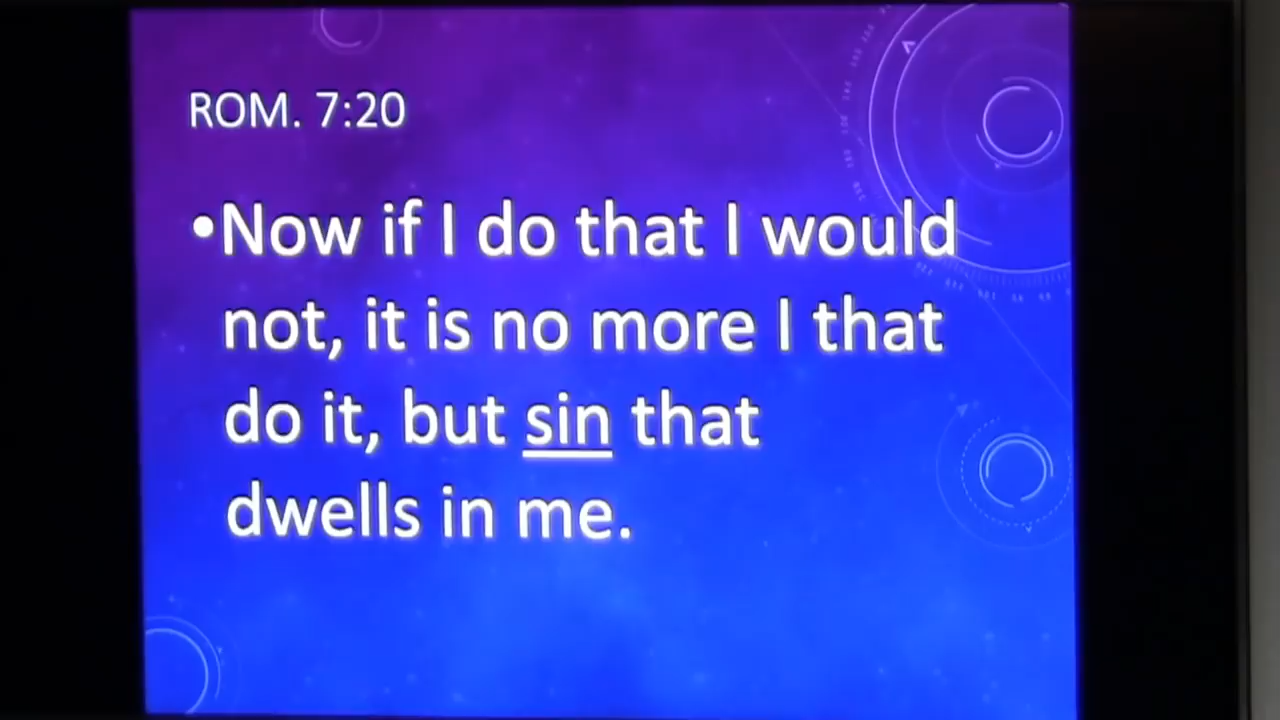 ROM. 7:20
•Now if I do that I would
not, it is no more I that
do it, but sin that
dwells in me.